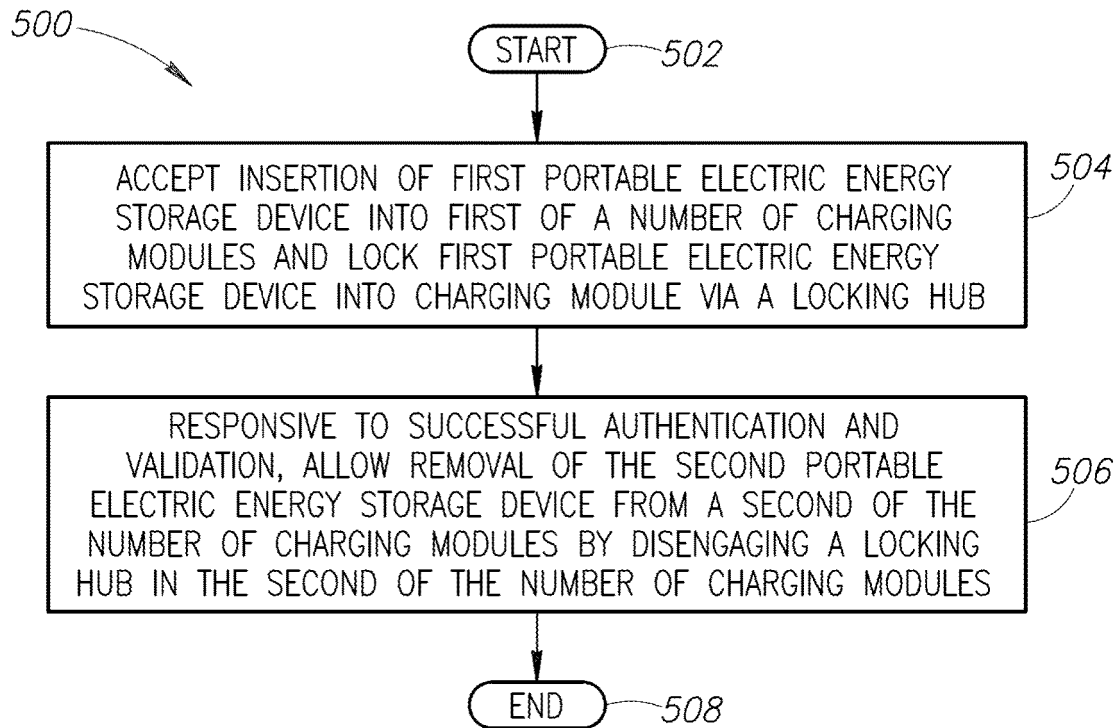 500
START
502
ACCEPT INSERTION OF FIRST PORTABLE ELECTRIC ENERGY
STORAGE DEVICE INTO FIRST OF A NUMBER OF CHARGING
MODULES AND LOCK FIRST PORTABLE ELECTRIC ENERGY
STORAGE DEVICE INTO CHARGING MODULE VIA A LOCKING HUB
504
RESPONSIVE TO SUCCESSFUL AUTHENTICATION AND
VALIDATION, ALLOW REMOVAL OF THE SECOND PORTABLE
ELECTRIC ENERGY STORAGE DEVICE FROM A SECOND OF THE
NUMBER OF CHARGING MODULES BY DISENGAGING A LOCKING
HUB IN THE SECOND OF THE NUMBER OF CHARGING MODULES
506
END
508